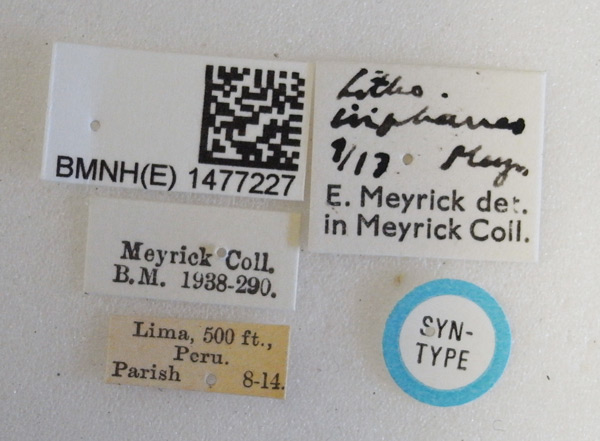 BMNH(E) 1477227
Litho.
1/17 Meyr.
E. Meyrick det.
in Meyrick Coll.
Meyrick Coll.
B.M. 1938-290.
Lima, 500 ft.,
Peru.
Parish 8-14.
SYN-
TYPE